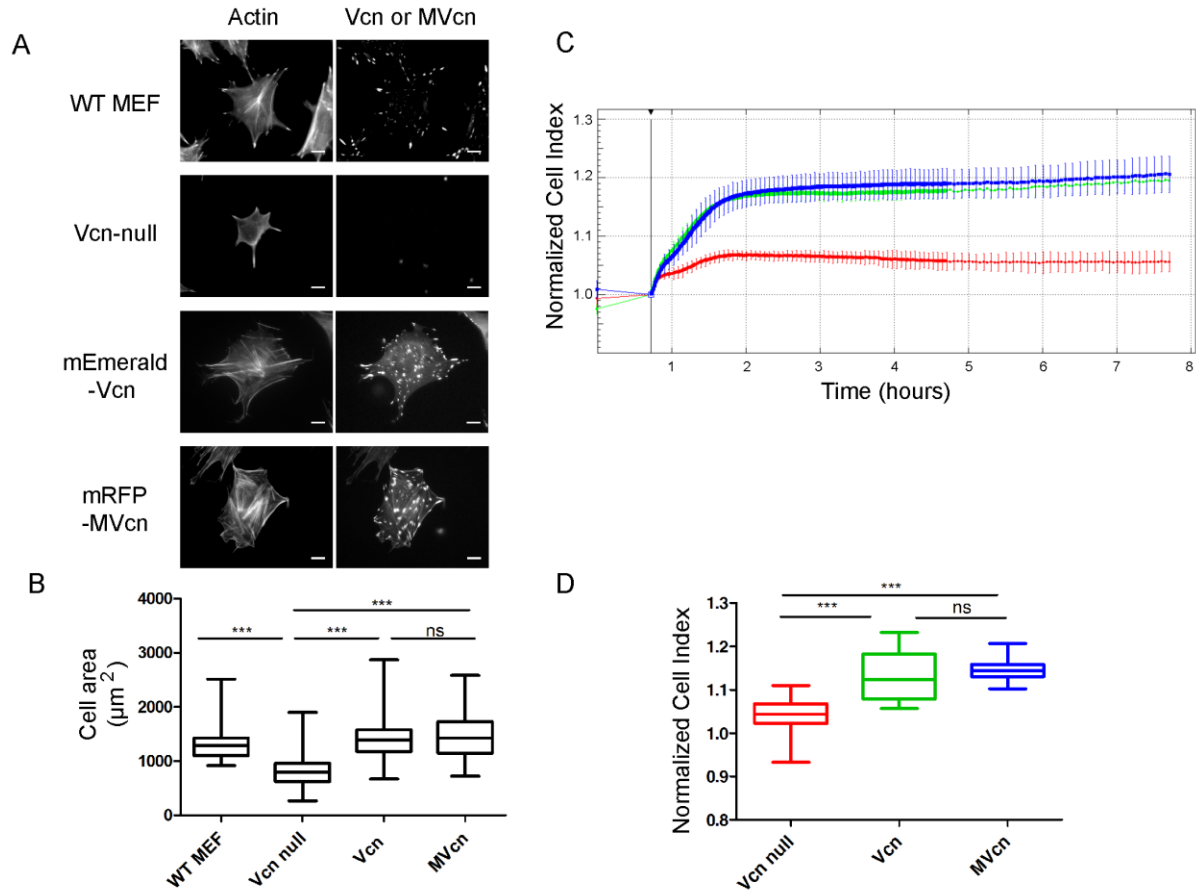 A
Actin
Vcn or MVcn
WT MEF
Vcn-null
mEmerald
-Vcn
mRFP
-MVcn
B
Cell area
(µm²)
4000
3000
2000
1000
0
***
***
***
ns
WT MEF
Vcn null
Vcn
MVcn
C
Normalized Cell Index
1.3
1.2
1.1
1.0
1
2
3
4
5
6
7
8
Time (hours)
D
Normalized Cell Index
1.3
1.2
1.1
1.0
0.9
0.8
***
***
ns
Vcn null
Vcn
MVcn